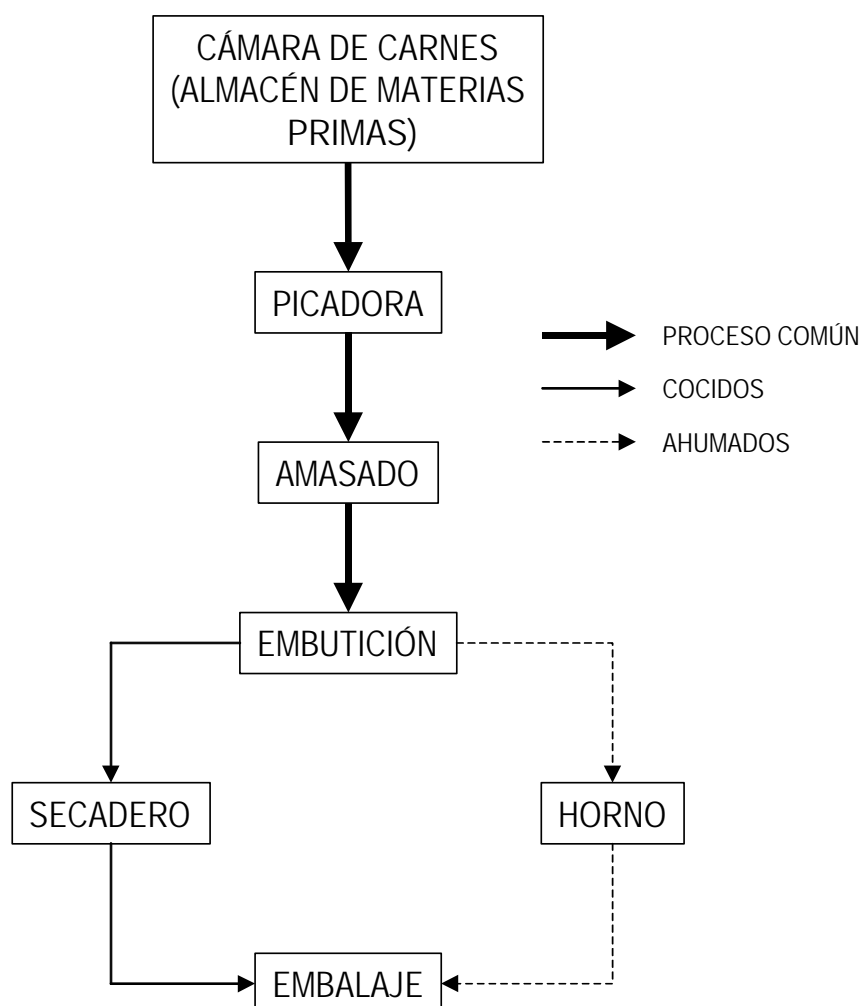 CÁMARA DE CARNES
(ALMACÉN DE MATERIAS
PRIMAS)
PICADORA
PROCESO COMÚN
COCIDOS
AHUMADOS
AMASADO
EMBUTICIÓN
SECADERO
HORNO
EMBALAJE